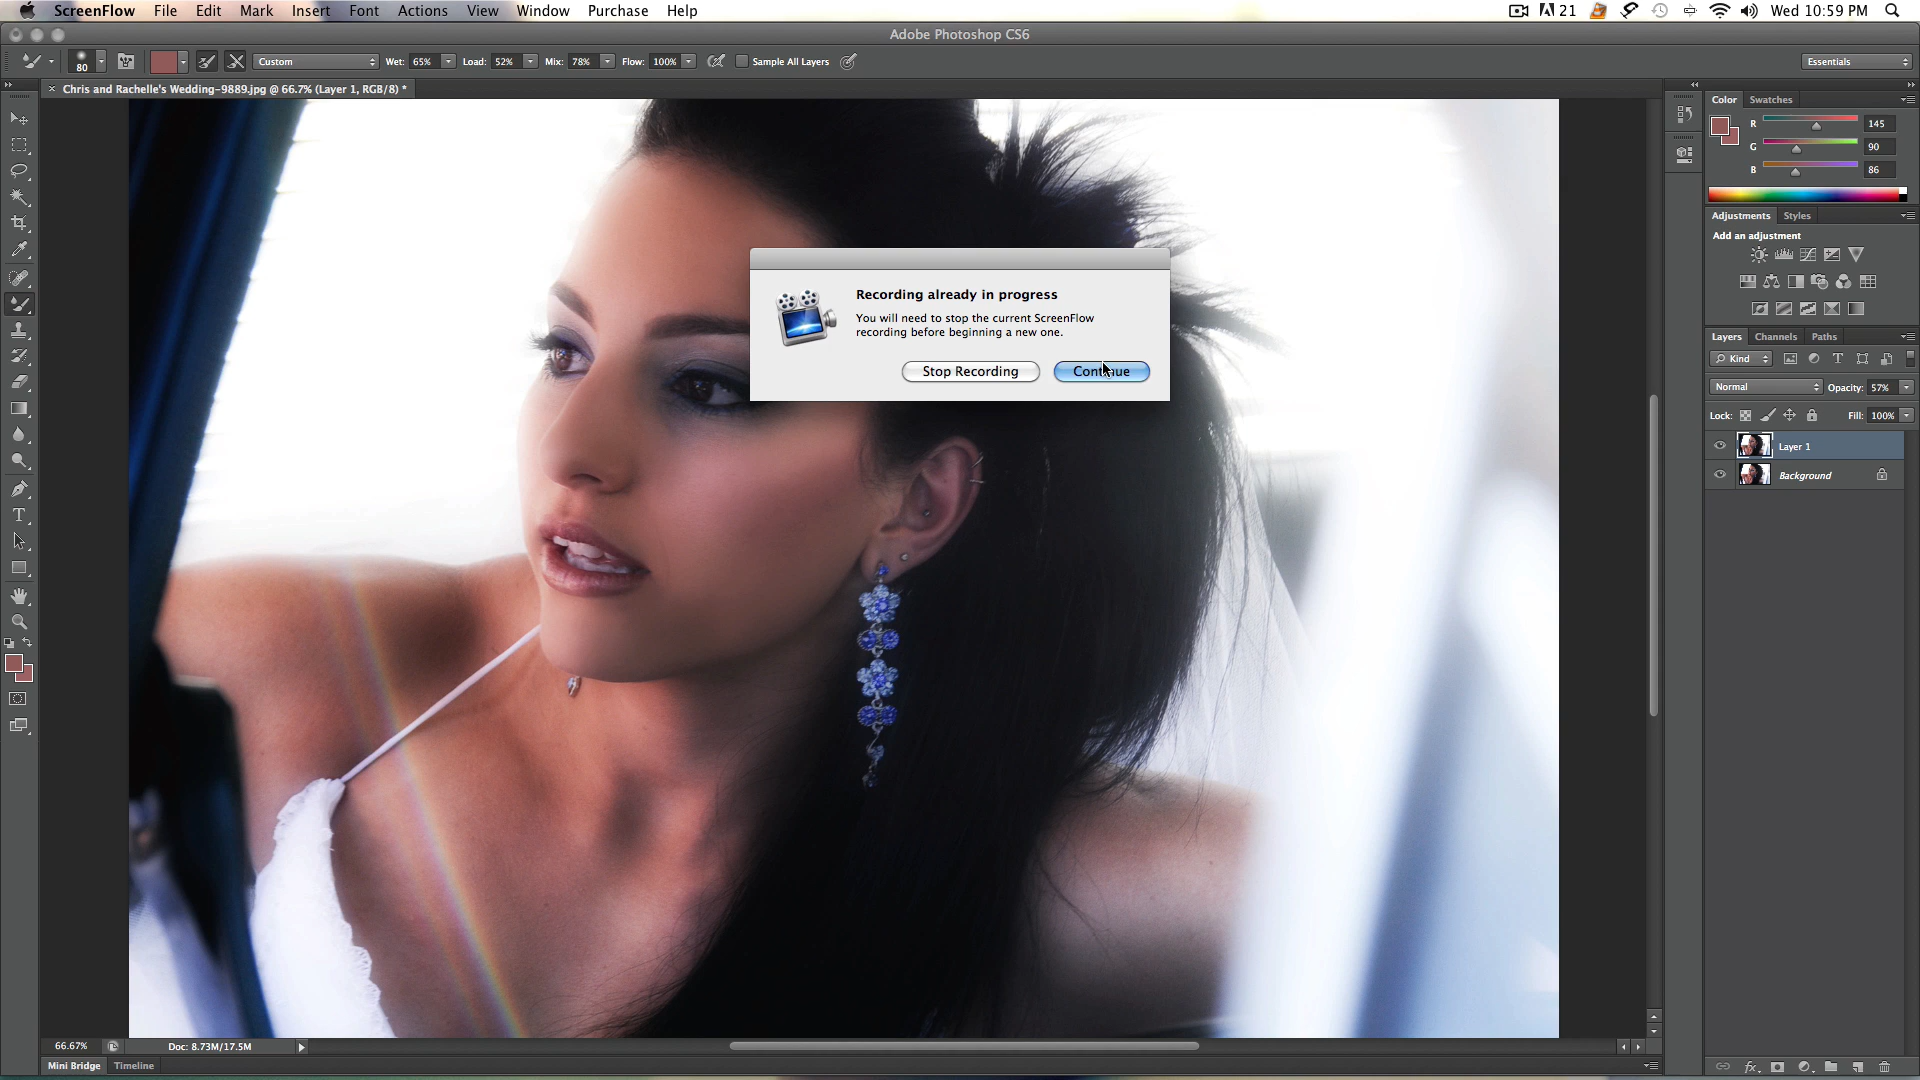 ScreenFlow File Edit Mark Insert Font Actions View Window Purchase Help 21 Wed 10:59 PM
Adobe Photoshop CS6
80 Custom Wet: 65% Load: 52% Mix: 78% Flow: 100% Sample All Layers Essentials
Chris and Rachelle's Wedding-9889.jpg @ 66.7% (Layer 1, RGB/8) *
Color Swatches
R 145
G 90
B 86
Adjustments Styles
Add an adjustment
Recording already in progress
You will need to stop the current ScreenFlow
recording before beginning a new one.
Stop Recording Continue
Layers Channels Paths
Kind
Normal Opacity: 57%
Lock: Fill: 100%
Layer 1
Background
66.67% Doc: 8.73M/17.5M
Mini Bridge Timeline